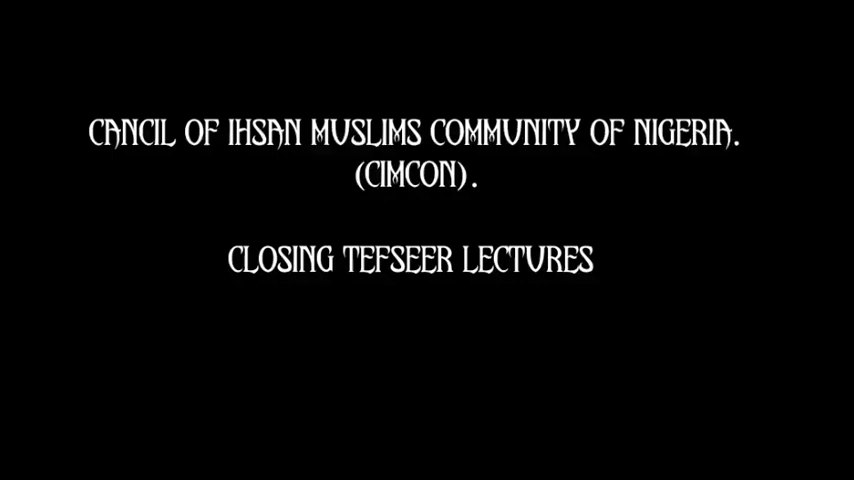 CANCIL OF IHSAN MUSLIMS COMMUNITY OF NIGERIA.
(CIMCON).
CLOSING TEFSEER LECTURES